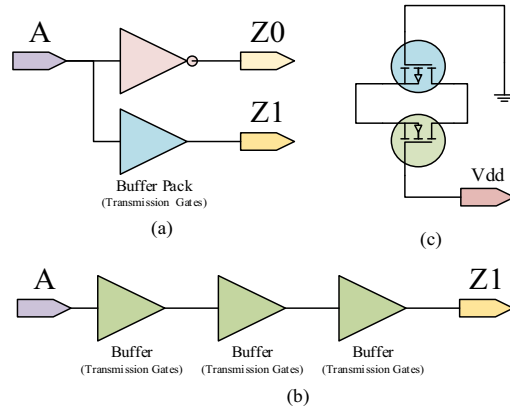 A
Z0
Z1
Buffer Pack
(Transmission Gates)
(a)
Vdd
(c)
A
Z1
Buffer
(Transmission Gates)
Buffer
(Transmission Gates)
Buffer
(Transmission Gates)
(b)